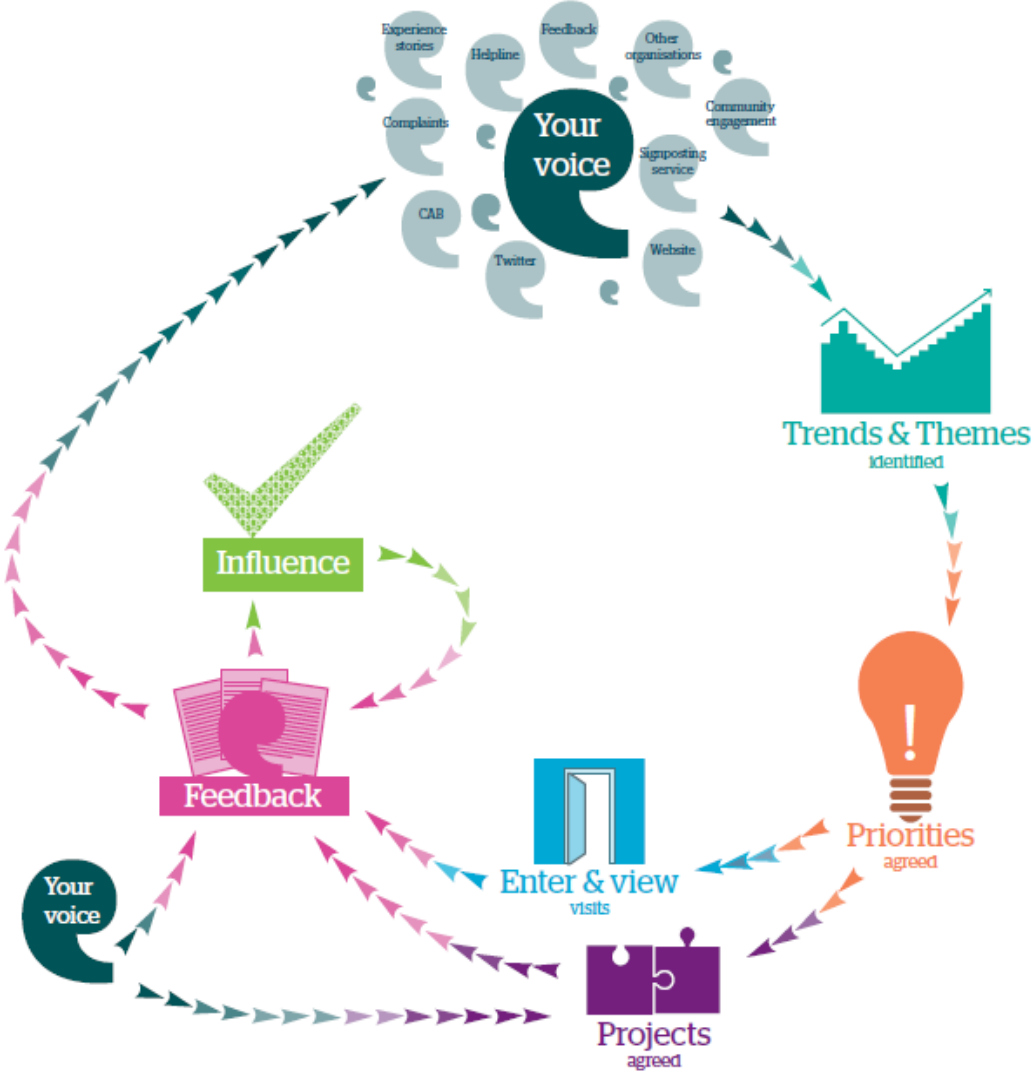 Experience
stories
Helpline
Feedback
Other
organisations
Community
engagement
Complaints
Your
voice
Signposting
service
CAB
Twitter
Website
Trends & Themes
identified
Influence
!
Feedback
Priorities
agreed
Enter & view
visits
Your
voice
Projects
agreed